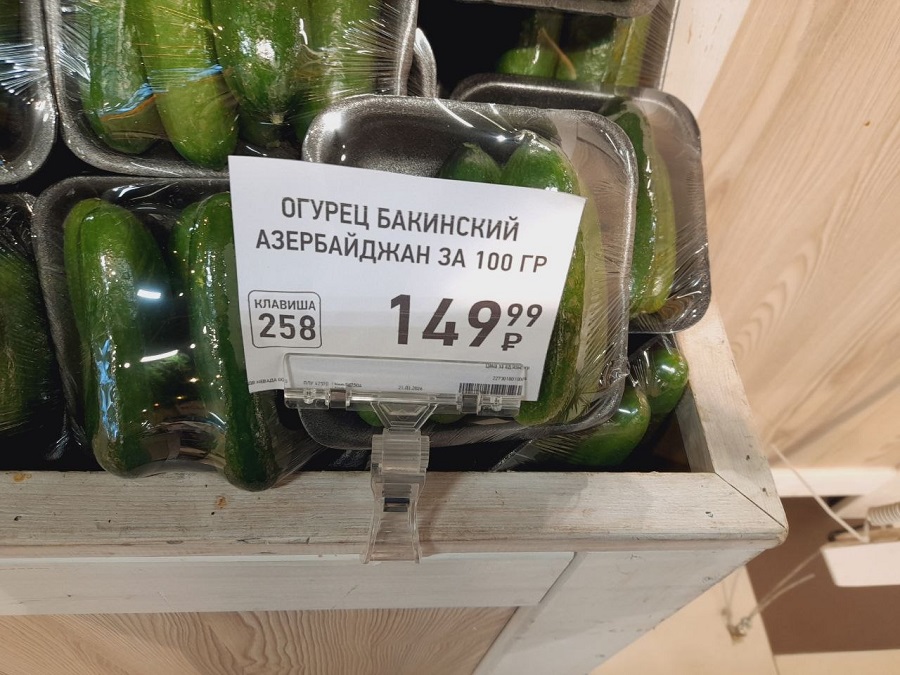 ОГУРЕЦ БАКИНСКИЙ
АЗЕРБАЙДЖАН ЗА 100 ГР
КЛАВИША
258
149 99
₽